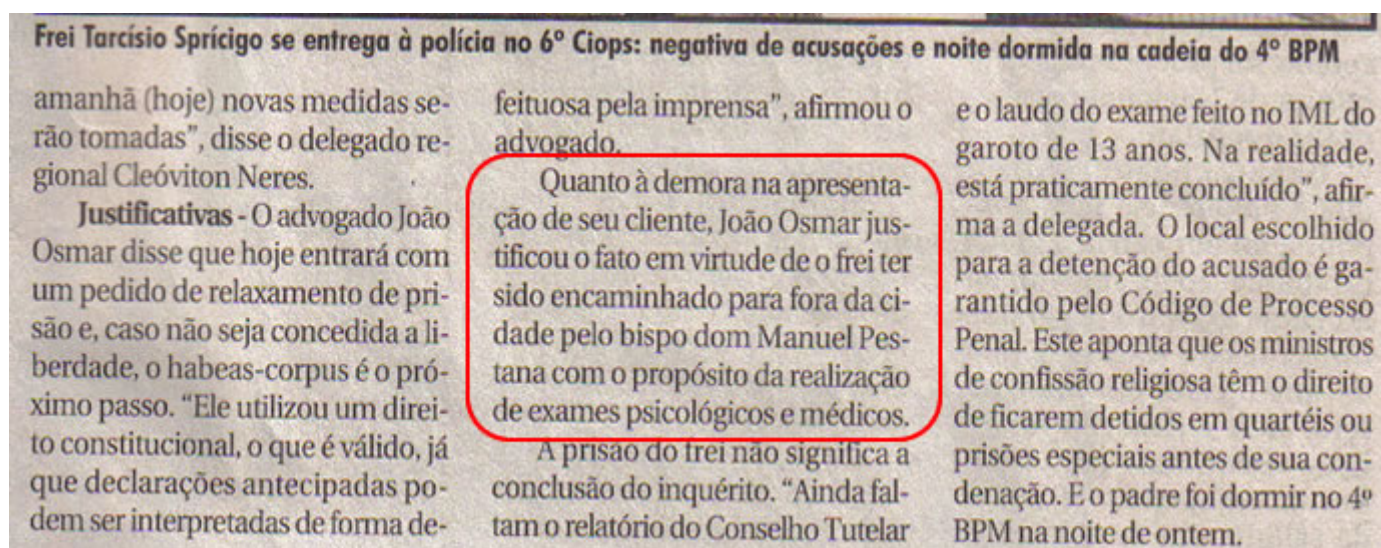 Frei Tarcísio Sprícigo se entrega à polícia no 6º Ciops: negativa de acusações e noite dormida na cadeia do 4º BPM
amanhã (hoje) novas medidas se-
rão tomadas”, disse o delegado re-
gional Cleóviton Neres.
Justificativas - O advogado João
Osmar disse que hoje entrará com
um pedido de relaxamento de pri-
são e, caso não seja concedida a li-
berdade, o habeas-corpus é o pró-
ximo passo. “Ele utilizou um direi-
to constitucional, o que é válido, já
que declarações antecipadas po-
dem ser interpretadas de forma de-
feituosa pela imprensa”, afirmou o
advogado.
Quanto à demora na apresenta-
ção de seu cliente, João Osmar jus-
tificou o fato em virtude de o frei ter
sido encaminhado para fora da ci-
dade pelo bispo dom Manuel Pes-
tana com o propósito da realização
de exames psicológicos e médicos.
A prisão do frei não significa a
conclusão do inquérito. “Ainda fal-
tam o relatório do Conselho Tutelar
e o laudo do exame feito no IML do
garoto de 13 anos. Na realidade,
está praticamente concluído”, afir-
ma a delegada. O local escolhido
para a detenção do acusado é ga-
rantido pelo Código de Processo
Penal. Este aponta que os ministros
de confissão religiosa têm o direito
de ficarem detidos em quartéis ou
prisões especiais antes de sua con-
denação. E o padre foi dormir no 4º
BPM na noite de ontem.